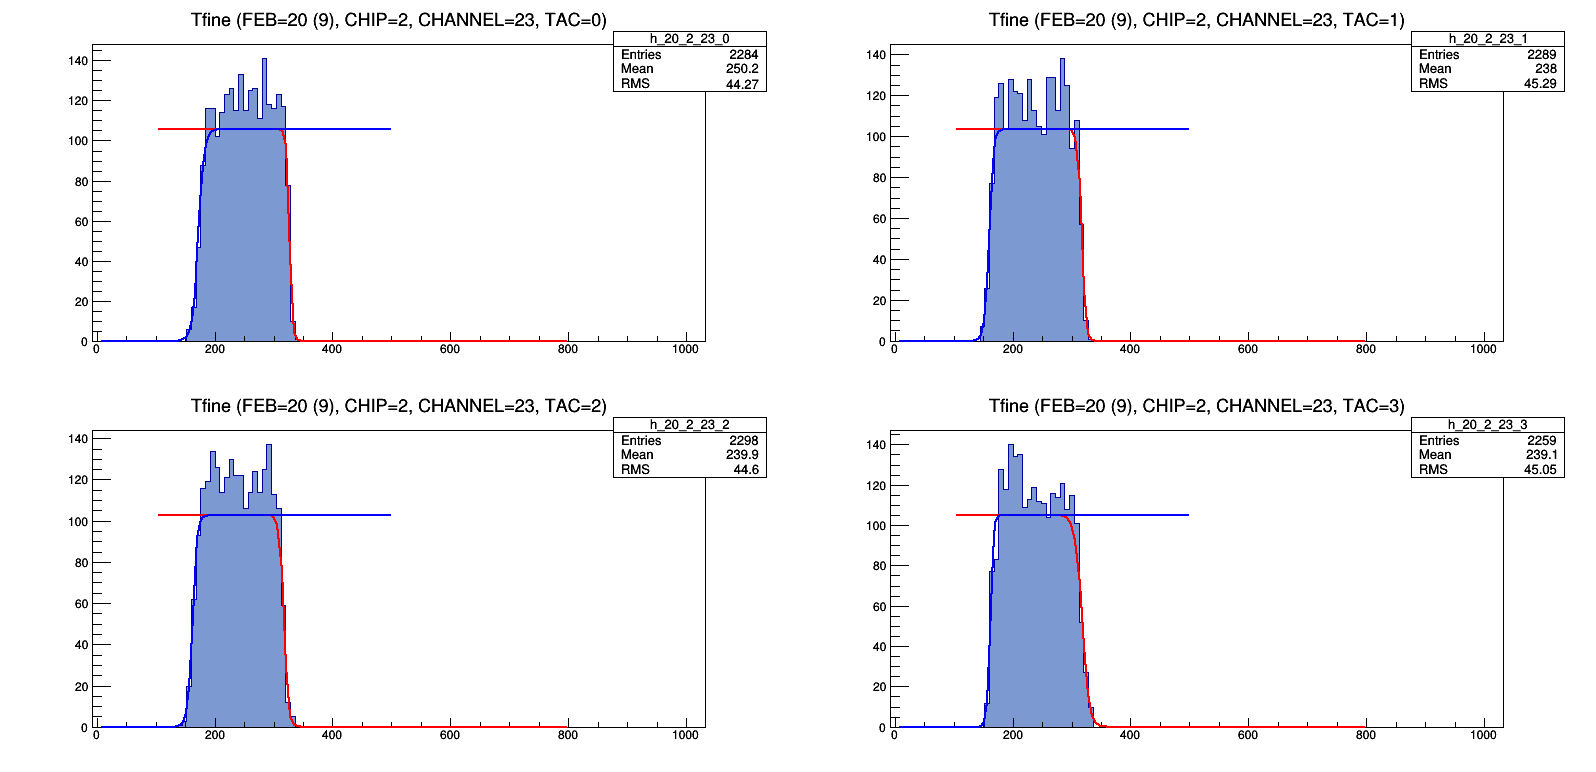 Tfine (FEB=20 (9), CHIP=2, CHANNEL=23, TAC=0)
h_20_2_23_0
Entries 2284
Mean 250.2
RMS 44.27
140
120
100
80
60
40
20
0
0 200 400 600 800 1000
Tfine (FEB=20 (9), CHIP=2, CHANNEL=23, TAC=1)
h_20_2_23_1
Entries 2289
Mean 238
RMS 45.29
140
120
100
80
60
40
20
0
0 200 400 600 800 1000
Tfine (FEB=20 (9), CHIP=2, CHANNEL=23, TAC=2)
h_20_2_23_2
Entries 2298
Mean 239.9
RMS 44.6
140
120
100
80
60
40
20
0
0 200 400 600 800 1000
Tfine (FEB=20 (9), CHIP=2, CHANNEL=23, TAC=3)
h_20_2_23_3
Entries 2259
Mean 239.1
RMS 45.05
140
120
100
80
60
40
20
0
0 200 400 600 800 1000